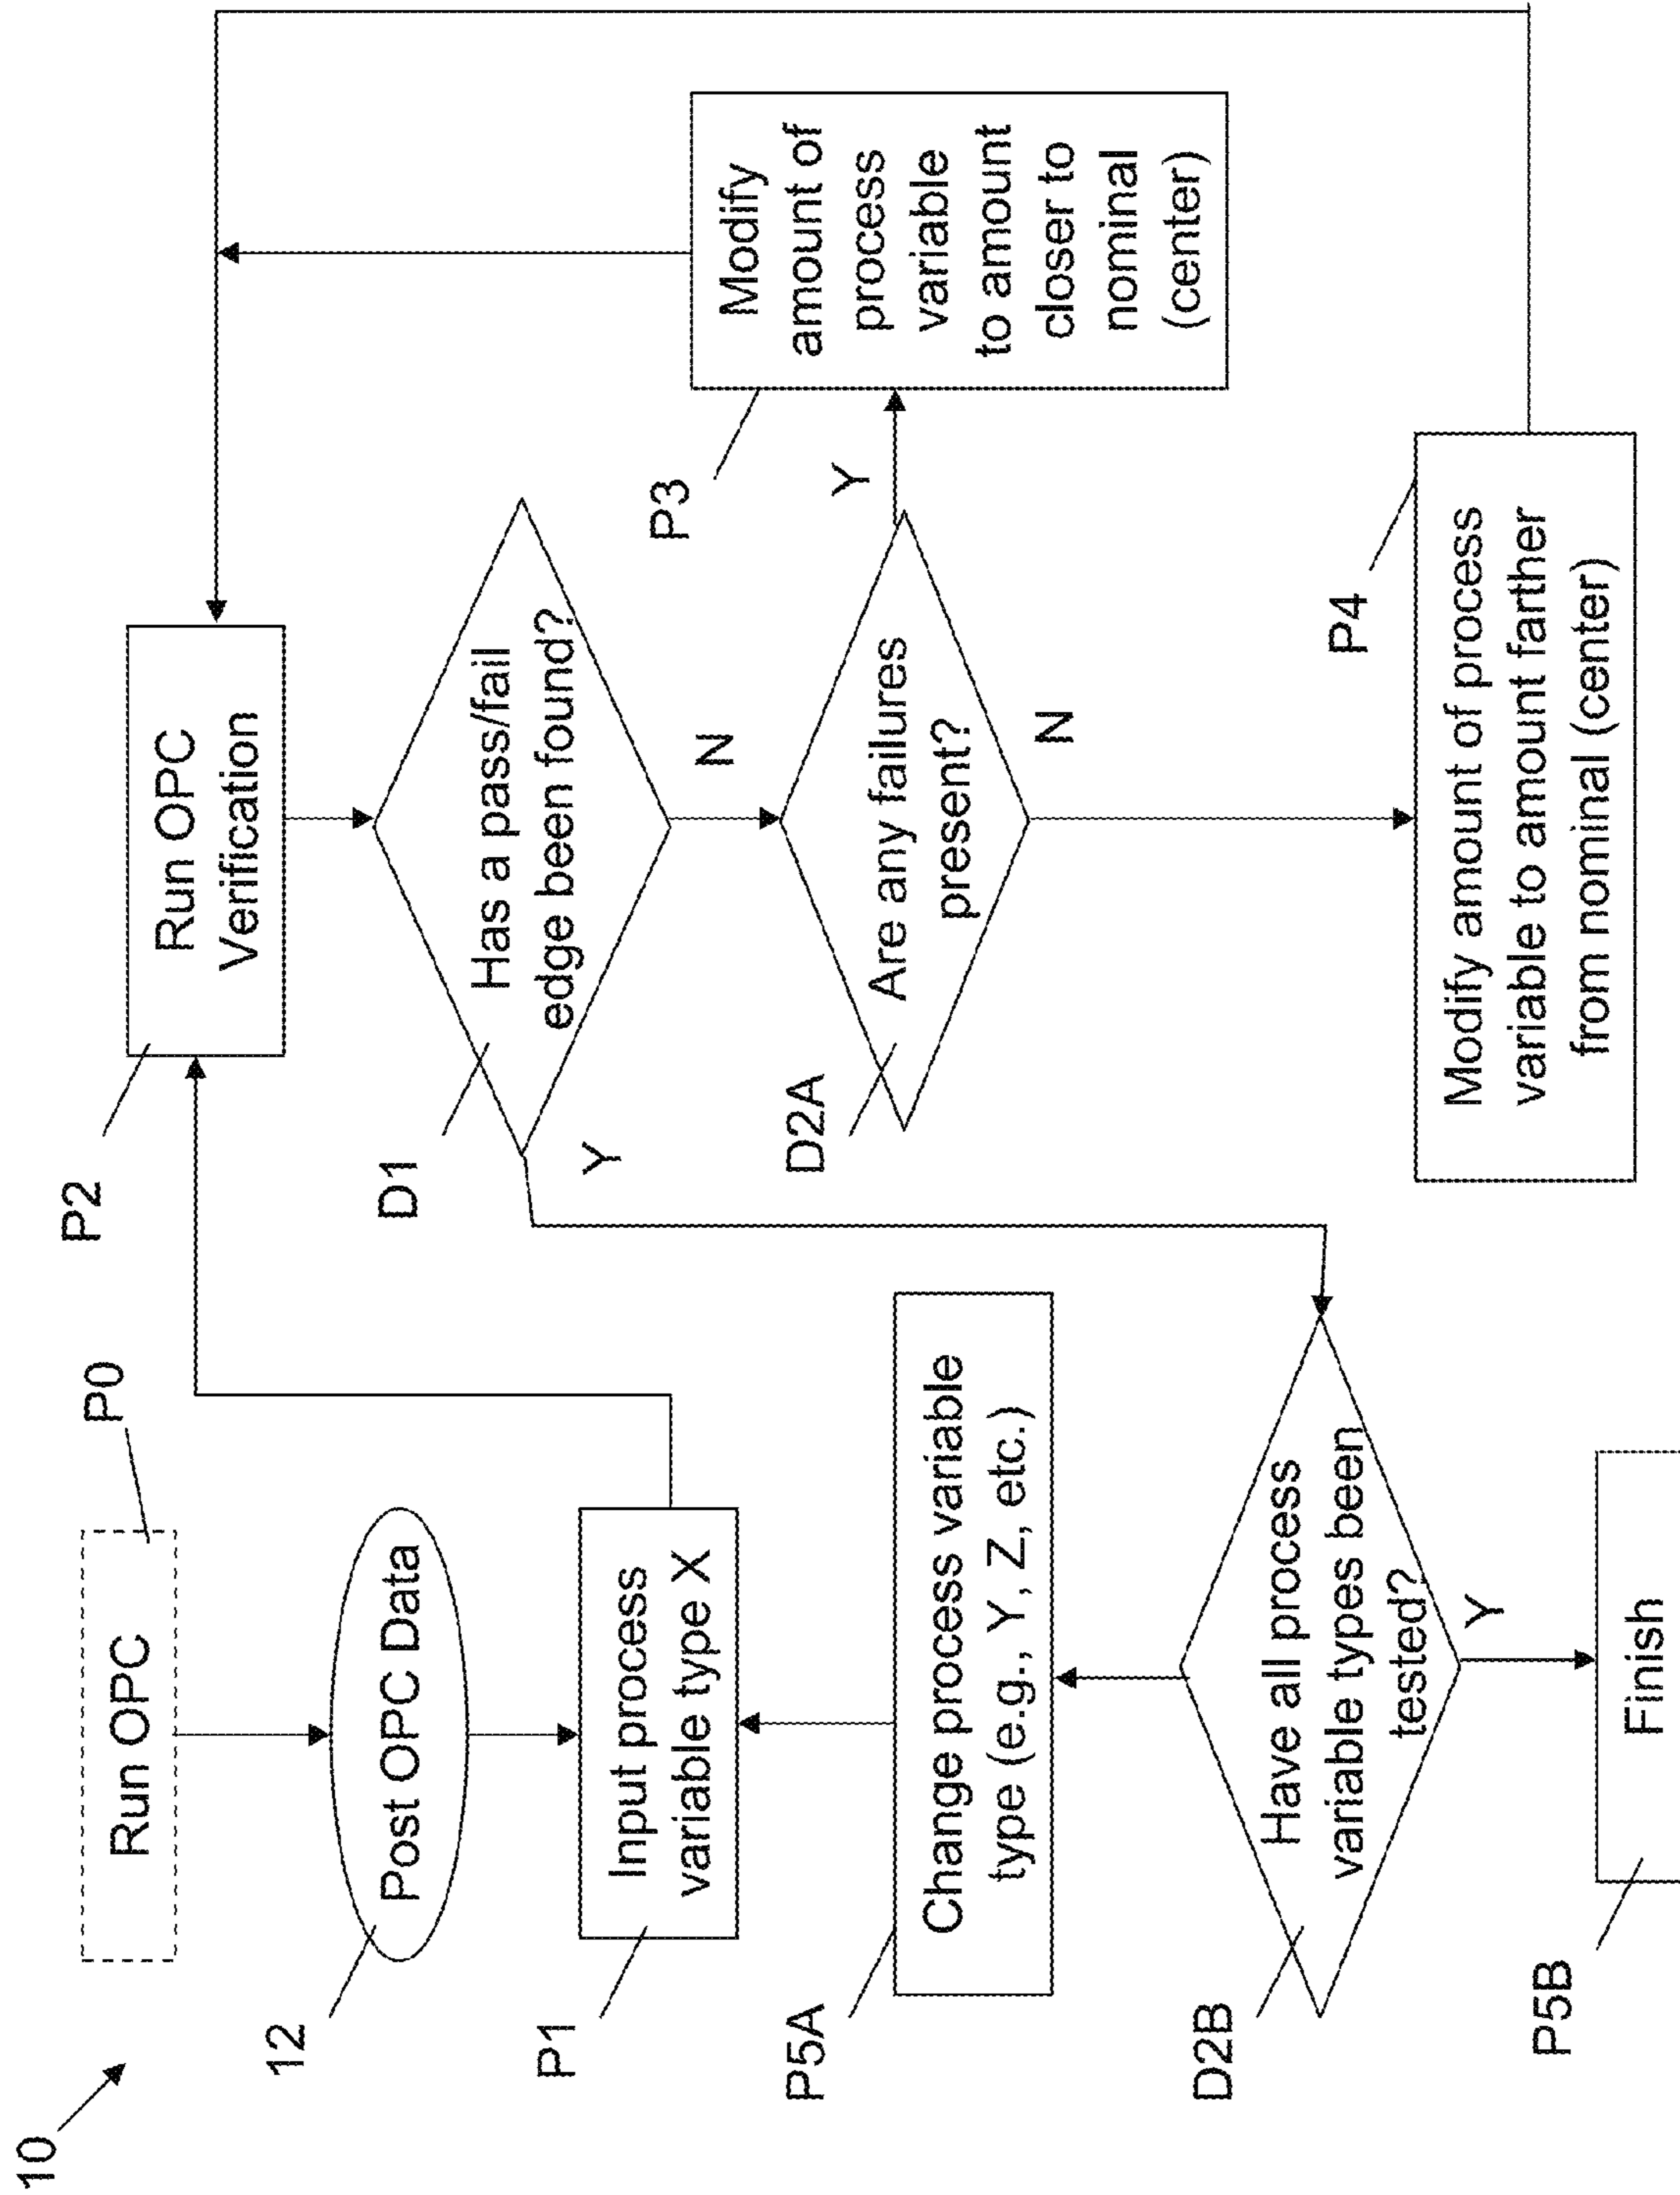 10
P0
Run OPC
12
Post OPC Data
P1
Input process
variable type X
P5A
Change process variable
type (e.g., Y, Z, etc.)
D2B
Have all process
variable types been
tested?
Y
P5B
Finish
P2
Run OPC
Verification
D1
Has a pass/fail
edge been found?
Y
N
D2A
Are any failures
present?
Y
N
P3
Modify
amount of
process
variable
to amount
closer to
nominal
(center)
P4
Modify amount of process
variable to amount farther
from nominal (center)